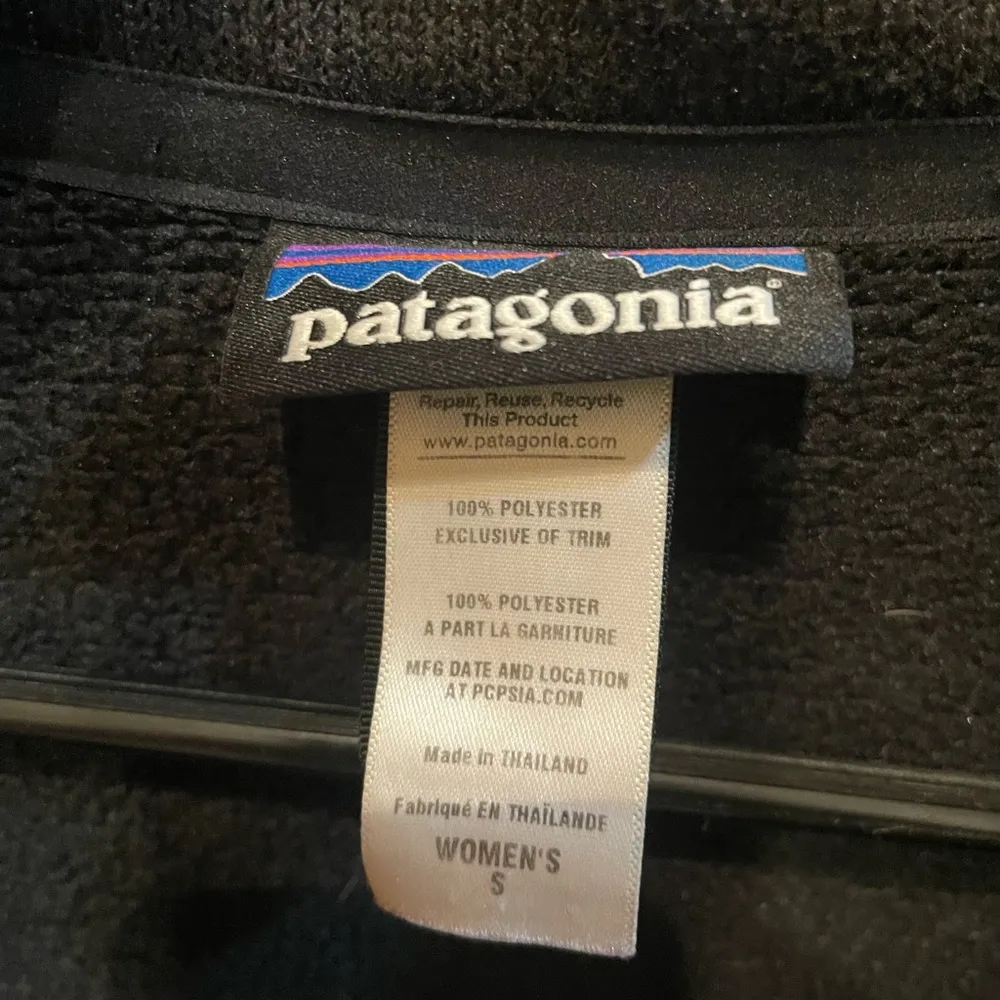 patagonia®
Repair, Reuse, Recycle
This Product
www.patagonia.com
100% POLYESTER
EXCLUSIVE OF TRIM
100% POLYESTER
A PART LA GARNITURE
MFG DATE AND LOCATION
AT PCPSIA.COM
Made in THAILAND
Fabriqué EN THAÏLANDE
WOMEN'S
S